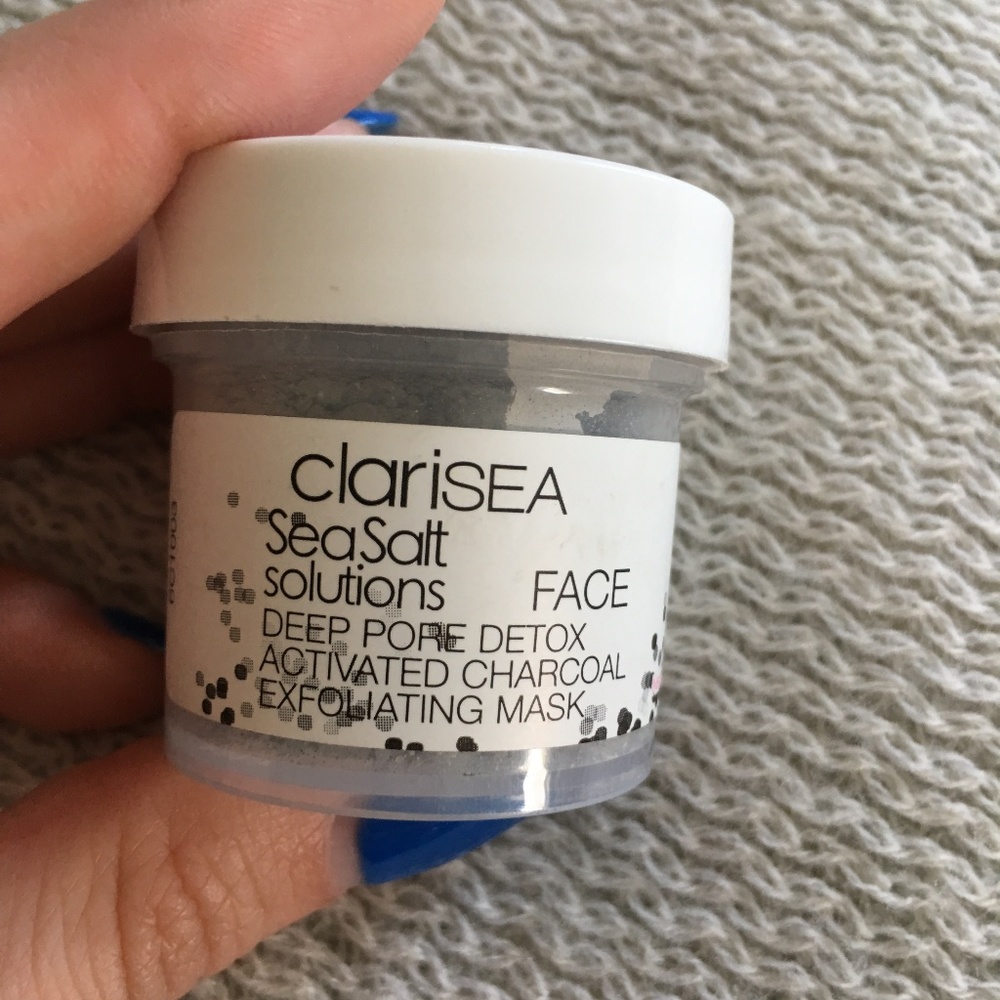 clariSEA
SeaSalt
solutions
FACE
DEEP PORE DETOX
ACTIVATED CHARCOAL
EXFOLIATING MASK